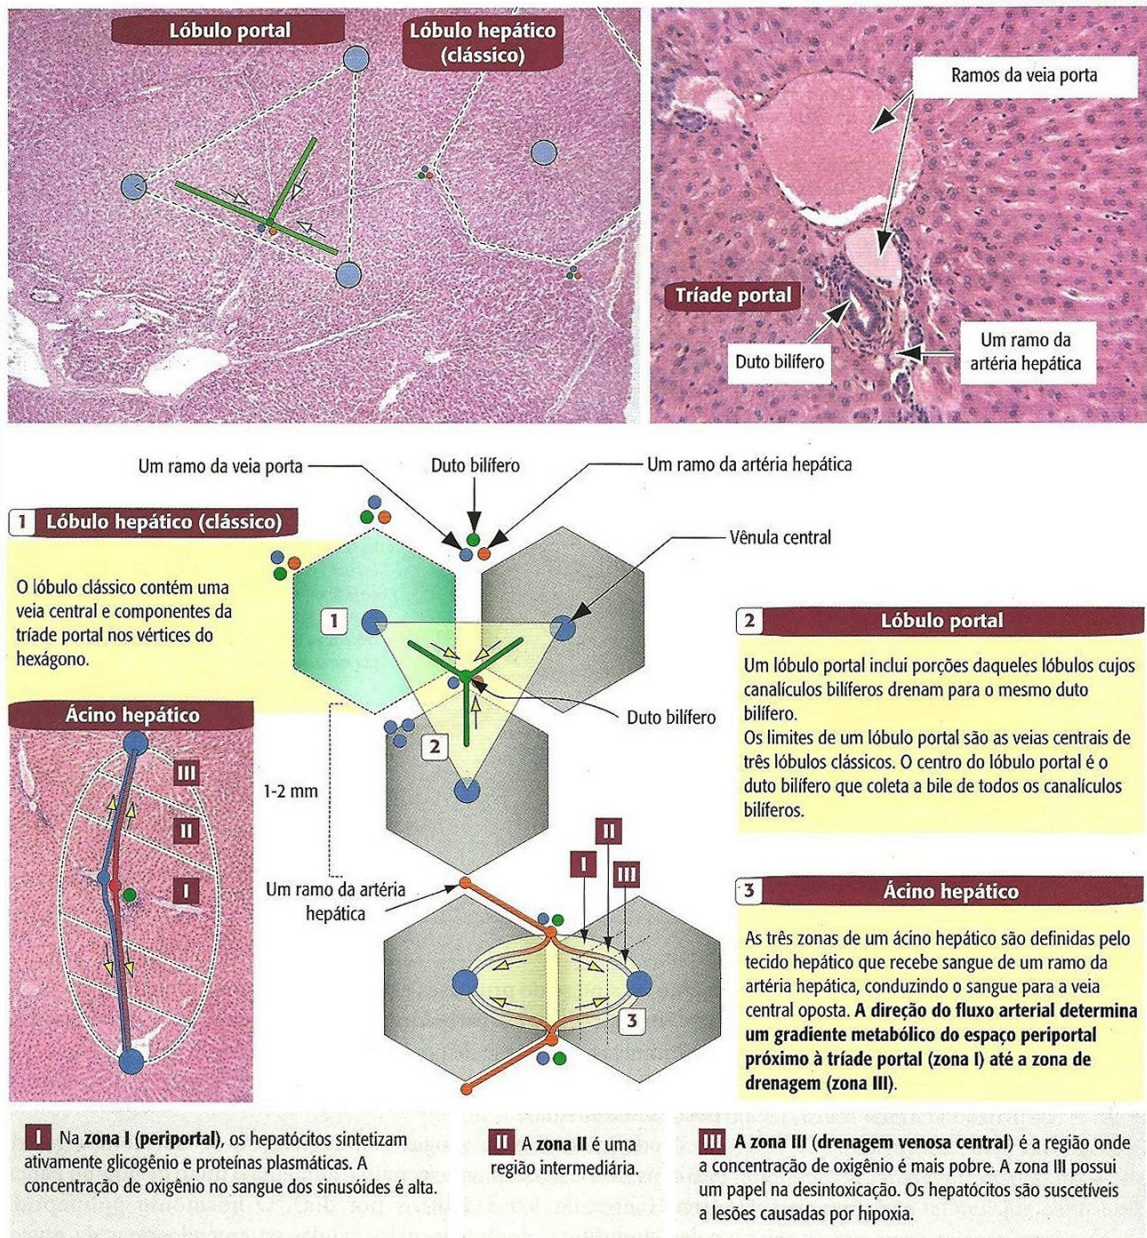 Lóbulo portal
Lóbulo hepático
(clássico)
Ramos da veia porta
Tríade portal
Duto bilífero
Um ramo da
artéria hepática
Um ramo da veia porta
Duto bilífero
Um ramo da artéria hepática
1 Lóbulo hepático (clássico)
Vênula central
O lóbulo clássico contém uma
veia central e componentes da
tríade portal nos vértices do
hexágono.
1
2
Duto bilífero
1-2 mm
2 Lóbulo portal
Um lóbulo portal inclui porções daqueles lóbulos cujos
canalículos bilíferos drenam para o mesmo duto
bilífero.
Os limites de um lóbulo portal são as veias centrais de
três lóbulos clássicos. O centro do lóbulo portal é o
duto bilífero que coleta a bile de todos os canalículos
bilíferos.
Ácino hepático
III
II
I
Um ramo da artéria
hepática
I
II
III
3
3 Ácino hepático
As três zonas de um ácino hepático são definidas pelo
tecido hepático que recebe sangue de um ramo da
artéria hepática, conduzindo o sangue para a veia
central oposta. A direção do fluxo arterial determina
um gradiente metabólico do espaço periportal
próximo à tríade portal (zona I) até a zona de
drenagem (zona III).
I Na zona I (periportal), os hepatócitos sintetizam
ativamente glicogênio e proteínas plasmáticas. A
concentração de oxigênio no sangue dos sinusóides é alta.
II A zona II é uma
região intermediária.
III A zona III (drenagem venosa central) é a região onde
a concentração de oxigênio é mais pobre. A zona III possui
um papel na desintoxicação. Os hepatócitos são suscetíveis
a lesões causadas por hipoxia.